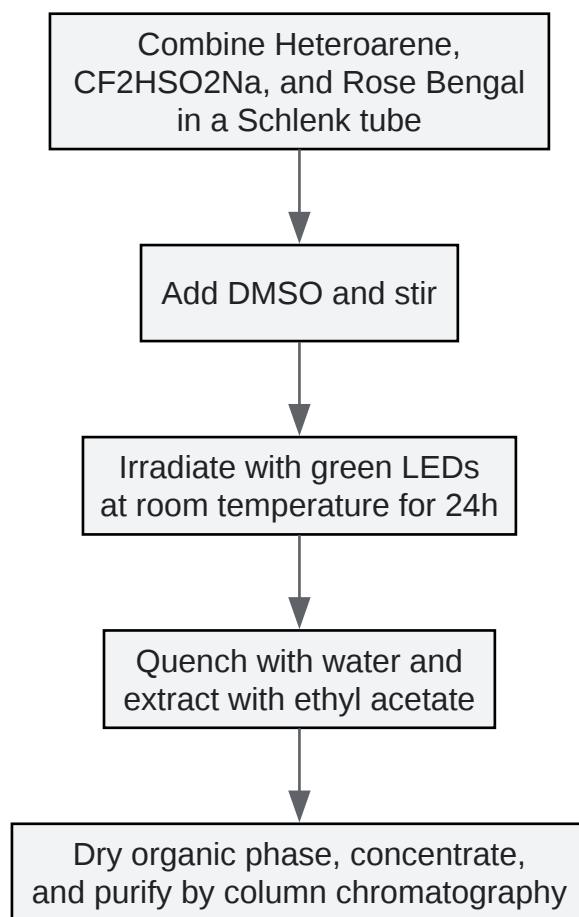 Combine Heteroarene,
CF2HSO2Na, and Rose Bengal
in a Schlenk tube
Add DMSO and stir
Irradiate with green LEDs
at room temperature for 24h
Quench with water and
extract with ethyl acetate
Dry organic phase, concentrate,
and purify by column chromatography